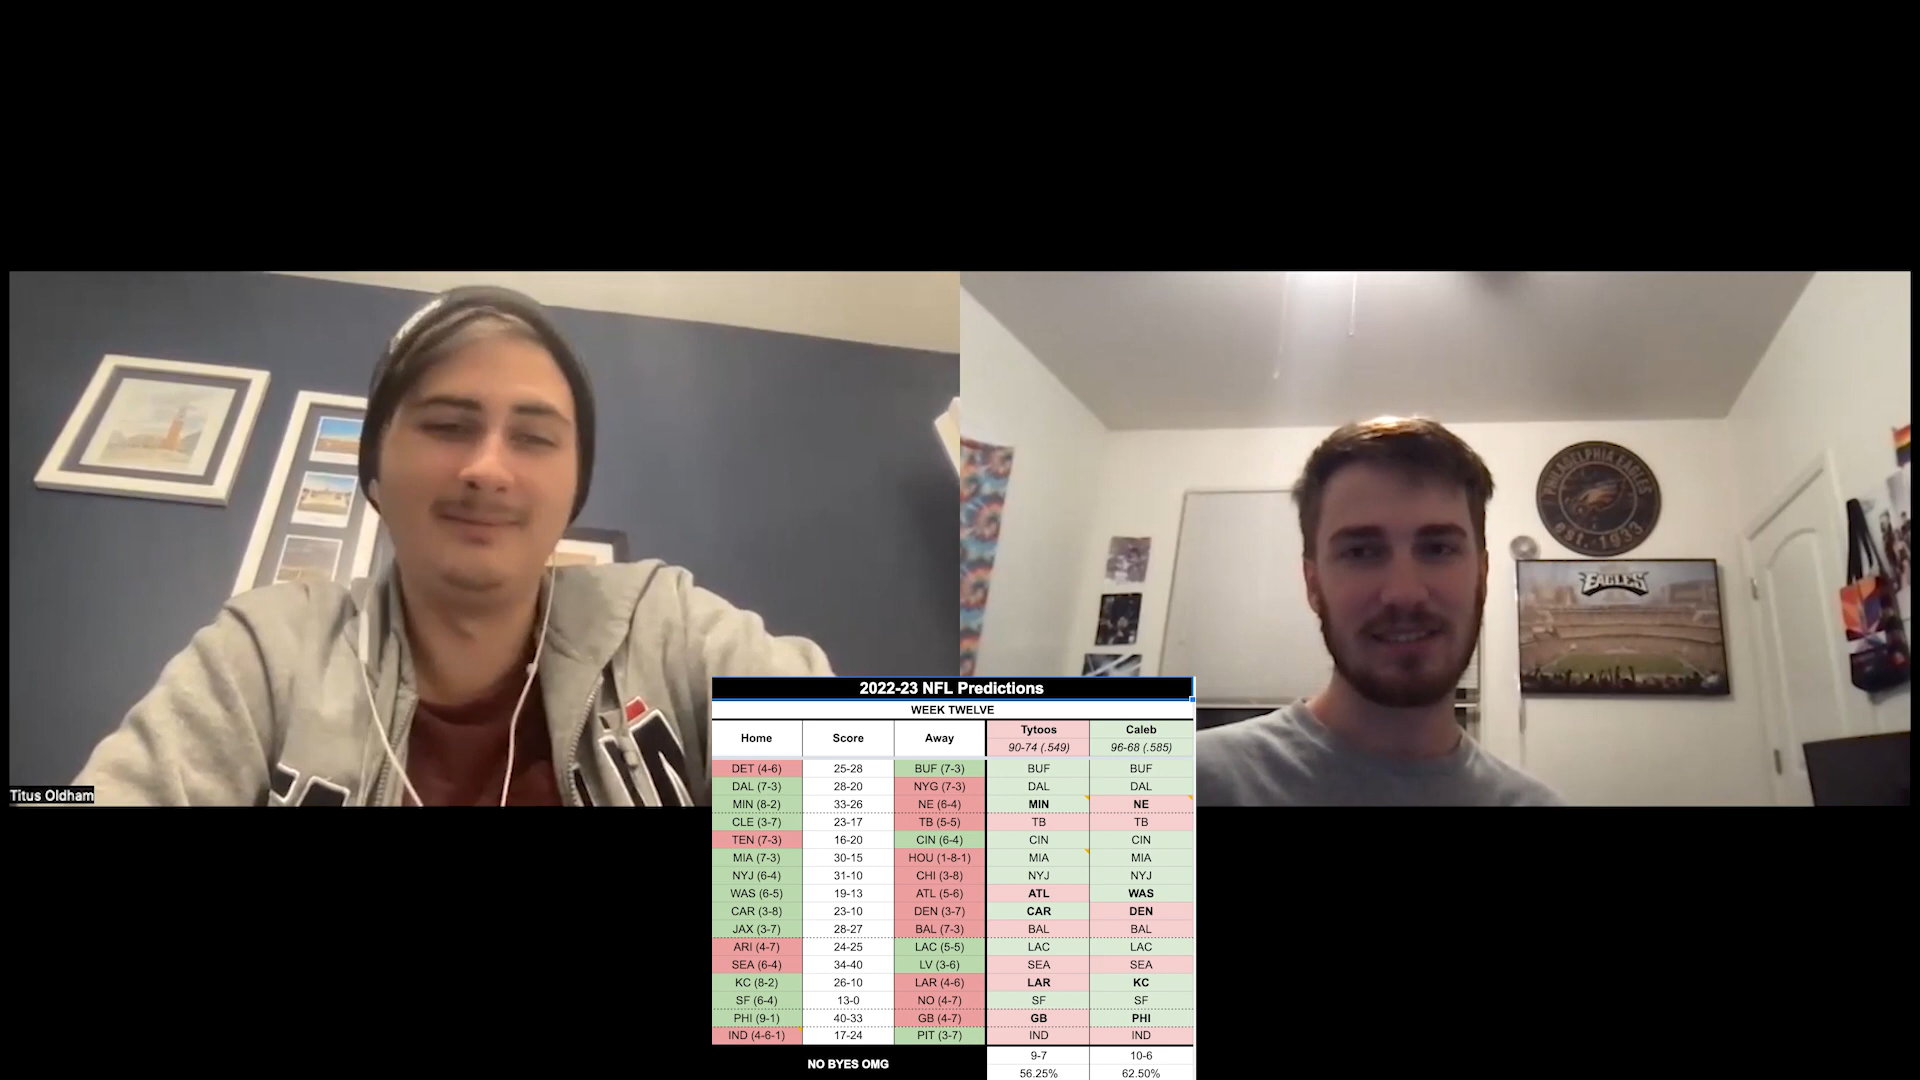 PHILADELPHIA EAGLES
est. 1933
EAGLES
Titus Oldham
2022-23 NFL Predictions
WEEK TWELVE
Home Score Away Tytoos Caleb
90-74 (.549) 96-68 (.585)
DET (4-6) 25-28 BUF (7-3) BUF BUF
DAL (7-3) 28-20 NYG (7-3) DAL DAL
MIN (8-2) 33-26 NE (6-4) MIN NE
CLE (3-7) 23-17 TB (5-5) TB TB
TEN (7-3) 16-20 CIN (6-4) CIN CIN
MIA (7-3) 30-15 HOU (1-8-1) MIA MIA
NYJ (6-4) 31-10 CHI (3-8) NYJ NYJ
WAS (6-5) 19-13 ATL (5-6) ATL WAS
CAR (3-8) 23-10 DEN (3-7) CAR DEN
JAX (3-7) 28-27 BAL (7-3) BAL BAL
ARI (4-7) 24-25 LAC (5-5) LAC LAC
SEA (6-4) 34-40 LV (3-6) SEA SEA
KC (8-2) 26-10 LAR (4-6) LAR KC
SF (6-4) 13-0 NO (4-7) SF SF
PHI (9-1) 40-33 GB (4-7) GB PHI
IND (4-6-1) 17-24 PIT (3-7) IND IND
9-7 10-6
NO BYES OMG
56.25% 62.50%